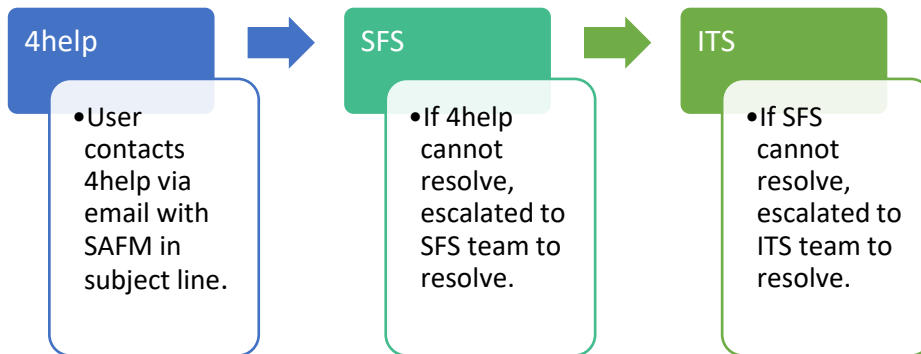 4help
•User
contacts
4help via
email with
SAFM in
subject line.
SFS
•If 4help
cannot
resolve,
escalated to
SFS team to
resolve.
ITS
•If SFS
cannot
resolve,
escalated to
ITS team to
resolve.